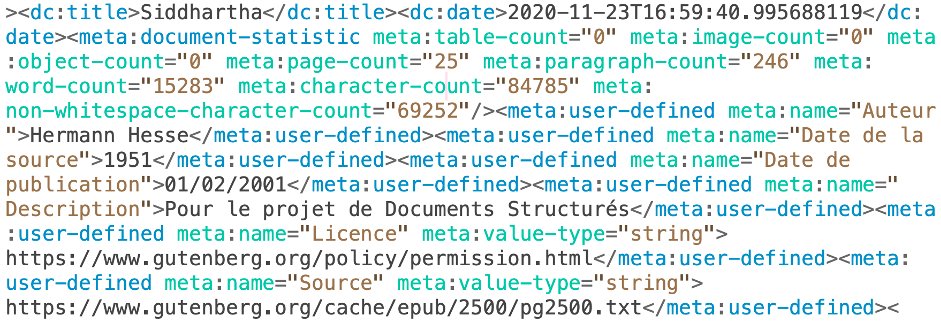 ><dc:title>Siddhartha</dc:title><dc:date>2020-11-23T16:59:40.995688119</dc:
date><meta:document-statistic meta:table-count="0" meta:image-count="0" meta
:object-count="0" meta:page-count="25" meta:paragraph-count="246" meta:
word-count="15283" meta:character-count="84785" meta:
non-whitespace-character-count="69252"/><meta:user-defined meta:name="Auteur
">Hermann Hesse</meta:user-defined><meta:user-defined meta:name="Date de la
source">1951</meta:user-defined><meta:user-defined meta:name="Date de
publication">01/02/2001</meta:user-defined><meta:user-defined meta:name="
Description">Pour le projet de Documents Structurés</meta:user-defined><meta
:user-defined meta:name="Licence" meta:value-type="string">
https://www.gutenberg.org/policy/permission.html</meta:user-defined><meta:
user-defined meta:name="Source" meta:value-type="string">
https://www.gutenberg.org/cache/epub/2500/pg2500.txt</meta:user-defined><